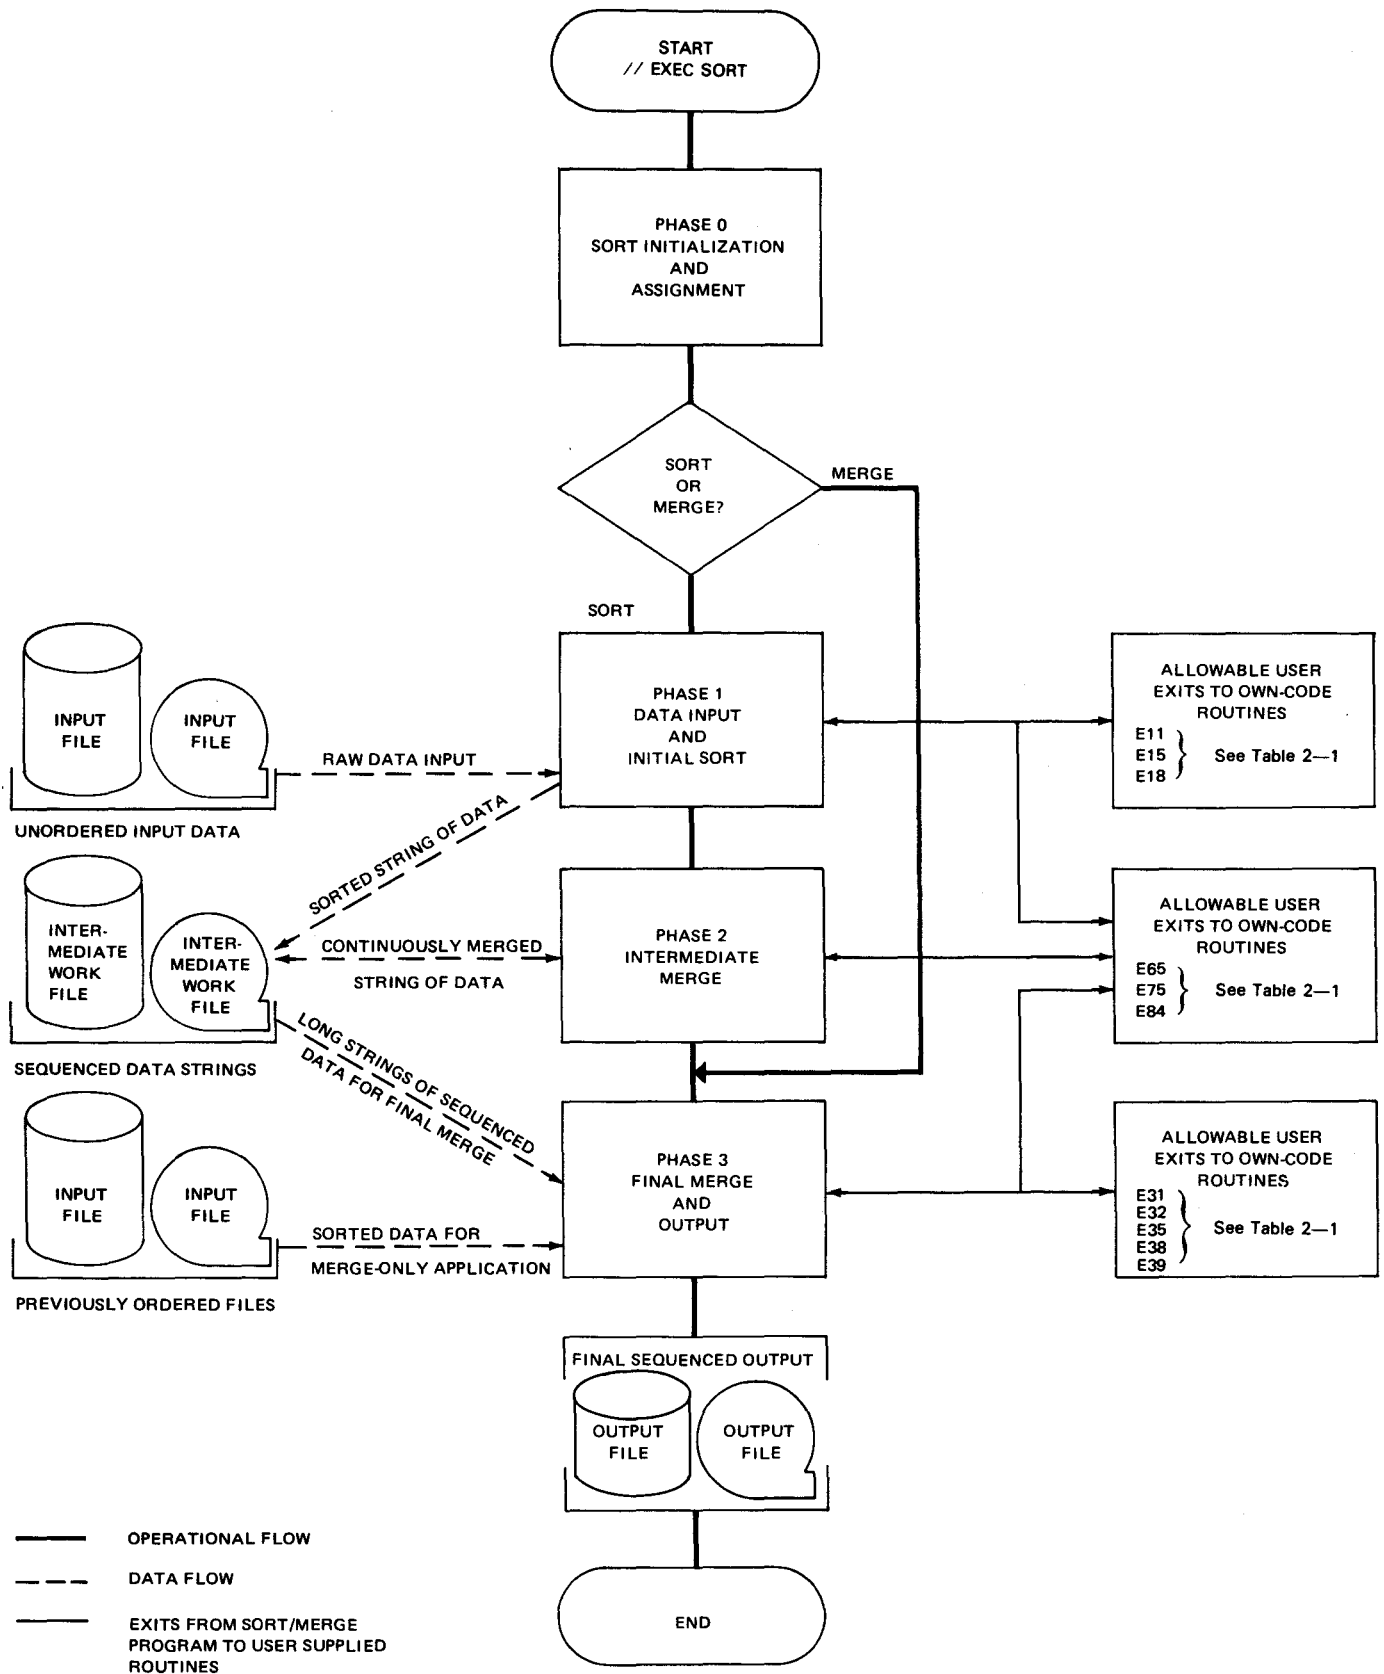 START
// EXEC SORT
PHASE 0
SORT INITIALIZATION
AND
ASSIGNMENT
SORT
OR
MERGE?
MERGE
SORT
INPUT
FILE
INPUT
FILE
UNORDERED INPUT DATA
RAW DATA INPUT
PHASE 1
DATA INPUT
AND
INITIAL SORT
ALLOWABLE USER
EXITS TO OWN-CODE
ROUTINES
E11
E15
E18
See Table 2—1
SORTED STRING OF DATA
INTER-
MEDIATE
WORK
FILE
INTER-
MEDIATE
WORK
FILE
SEQUENCED DATA STRINGS
CONTINUOUSLY MERGED
STRING OF DATA
PHASE 2
INTERMEDIATE
MERGE
ALLOWABLE USER
EXITS TO OWN-CODE
ROUTINES
E65
E75
E84
See Table 2—1
LONG STRINGS OF SEQUENCED
DATA FOR FINAL MERGE
INPUT
FILE
INPUT
FILE
PREVIOUSLY ORDERED FILES
SORTED DATA FOR
MERGE-ONLY APPLICATION
PHASE 3
FINAL MERGE
AND
OUTPUT
ALLOWABLE USER
EXITS TO OWN-CODE
ROUTINES
E31
E32
E35
E38
E39
See Table 2—1
FINAL SEQUENCED OUTPUT
OUTPUT
FILE
OUTPUT
FILE
END
OPERATIONAL FLOW
DATA FLOW
EXITS FROM SORT/MERGE
PROGRAM TO USER SUPPLIED
ROUTINES